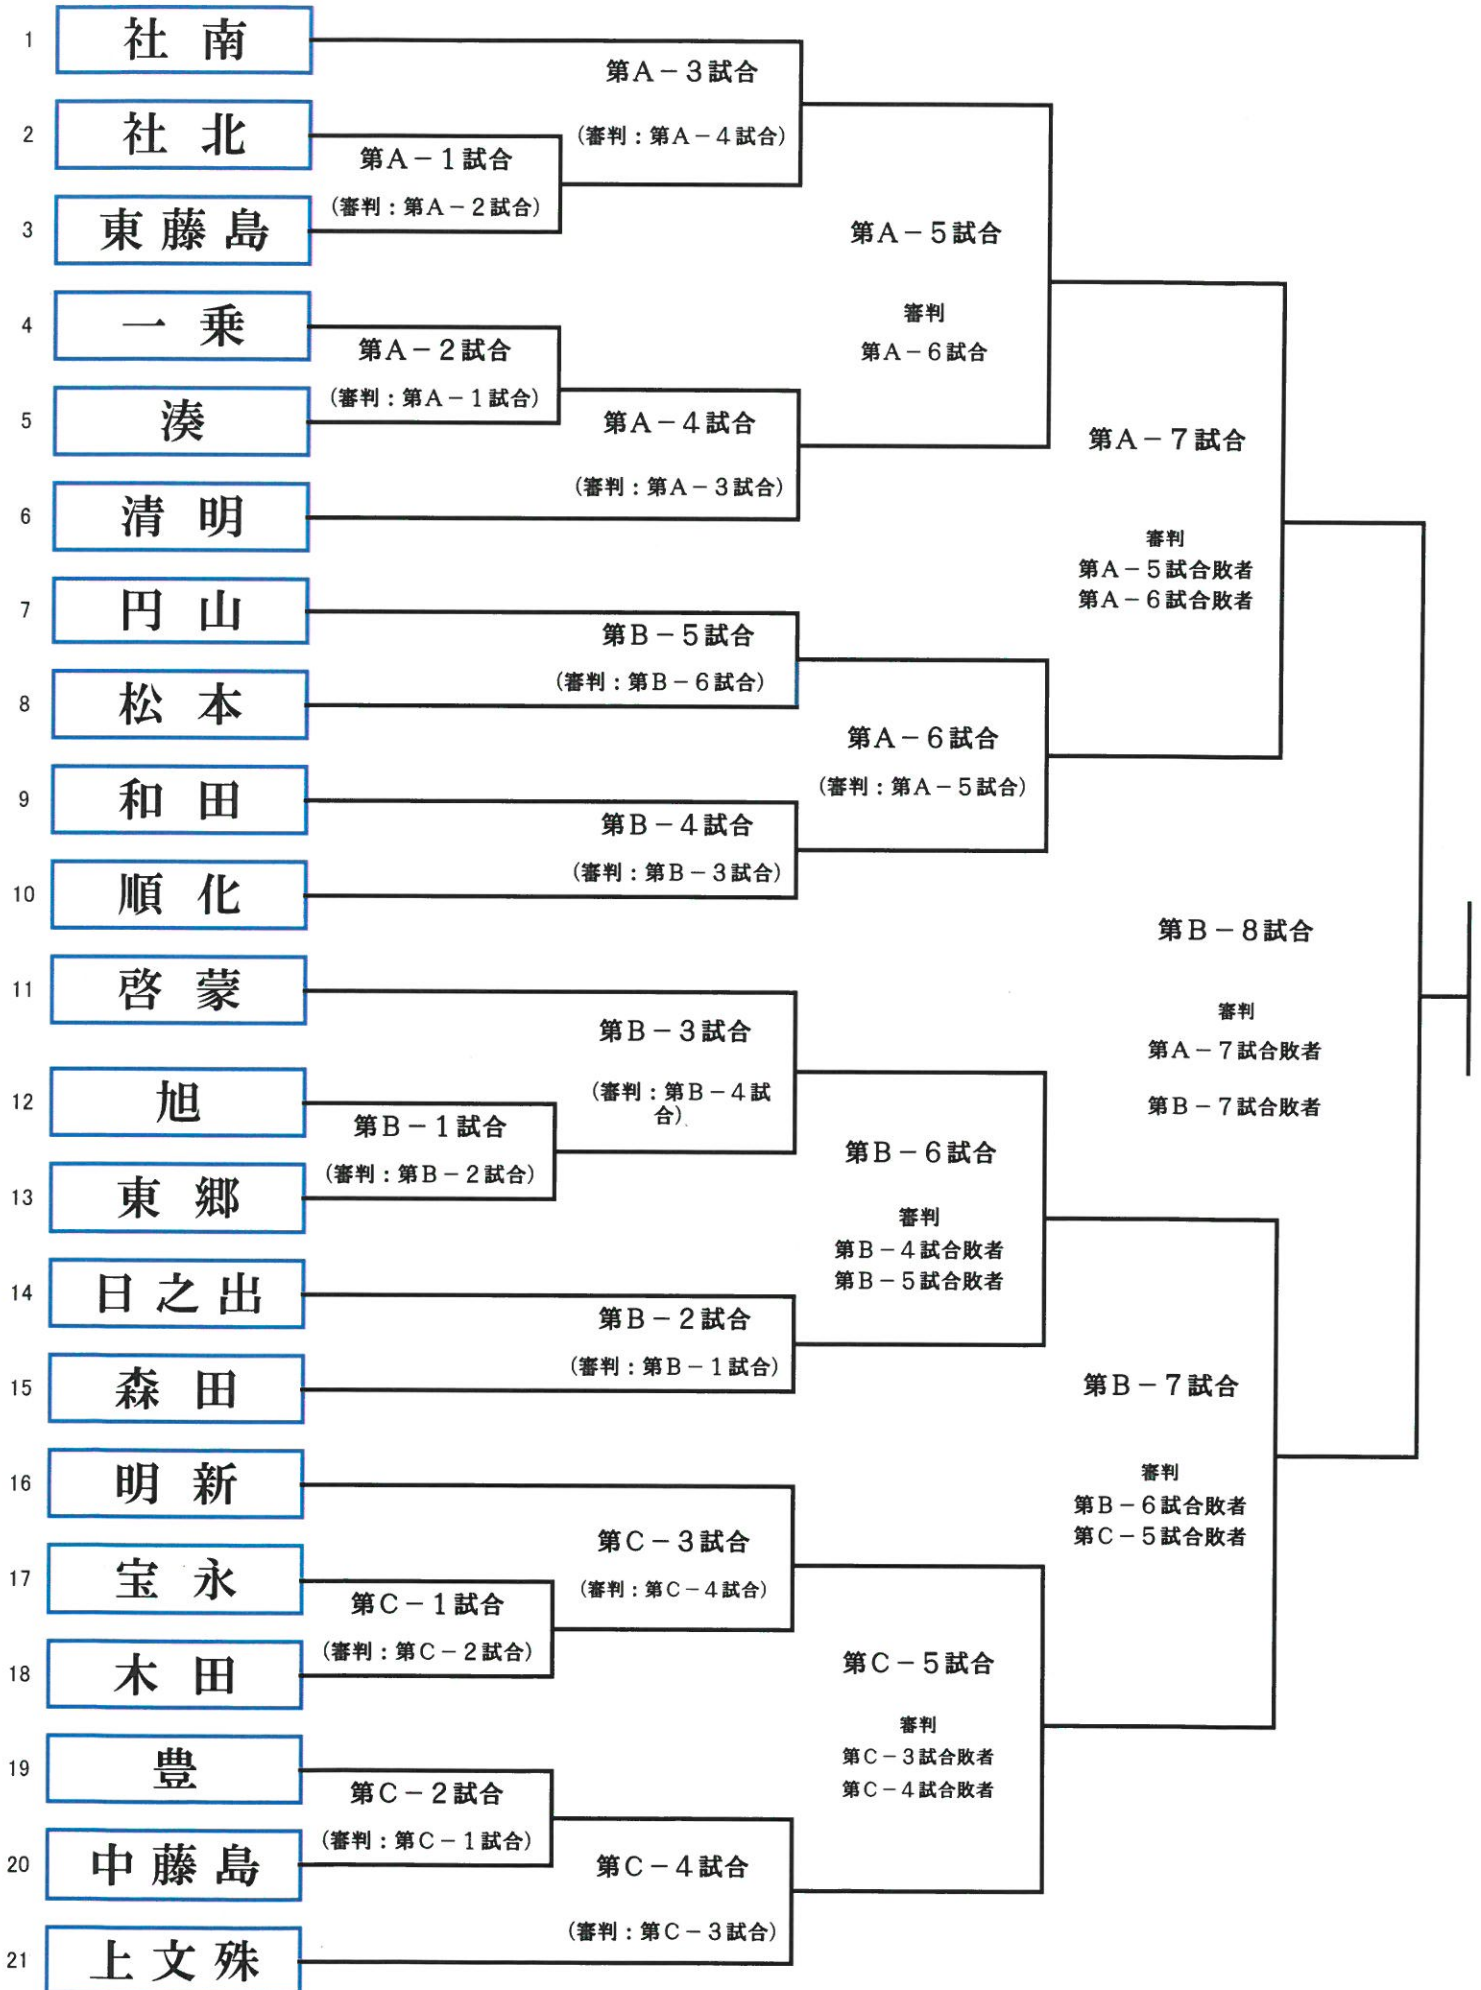 1 社南
第A－3試合
(審判：第A－4試合)
2 社北
第A－1試合
(審判：第A－2試合)
3 東藤島
第A－5試合
審判
第A－6試合
4 一乗
第A－2試合
(審判：第A－1試合)
5 湊
第A－4試合
(審判：第A－3試合)
6 清明
第A－7試合
審判
第A－5試合敗者
第A－6試合敗者
7 円山
第B－5試合
(審判：第B－6試合)
8 松本
第A－6試合
(審判：第A－5試合)
9 和田
第B－4試合
(審判：第B－3試合)
10 順化
第B－8試合
審判
第A－7試合敗者
第B－7試合敗者
11 啓蒙
第B－3試合
(審判：第B－4試
合)
12 旭
第B－1試合
(審判：第B－2試合)
13 東郷
第B－6試合
審判
第B－4試合敗者
第B－5試合敗者
14 日之出
第B－2試合
(審判：第B－1試合)
15 森田
第B－7試合
審判
第B－6試合敗者
第C－5試合敗者
16 明新
第C－3試合
(審判：第C－4試合)
17 宝永
第C－1試合
(審判：第C－2試合)
18 木田
第C－5試合
審判
第C－3試合敗者
第C－4試合敗者
19 豊
第C－2試合
(審判：第C－1試合)
20 中藤島
第C－4試合
(審判：第C－3試合)
21 上文殊